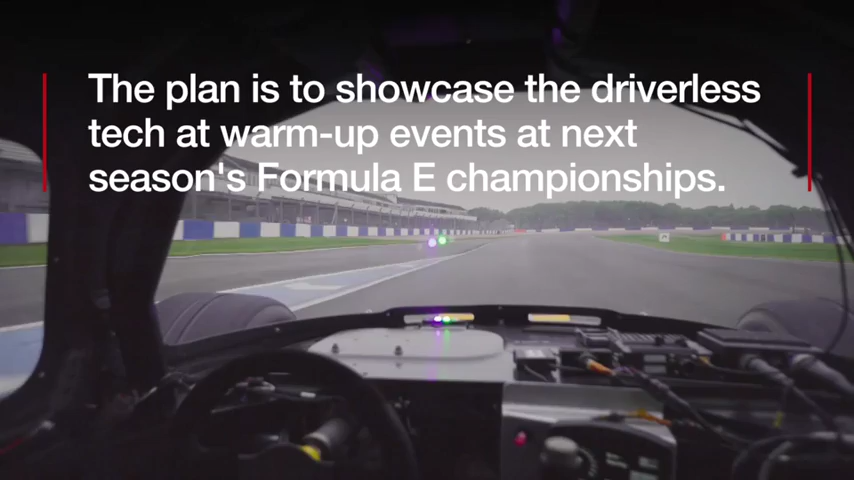 The plan is to showcase the driverless
tech at warm-up events at next
season's Formula E championships.